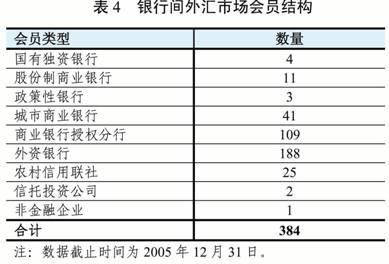 表 4 银行间外汇市场会员结构
会员类型 数量
国有独资银行 4
股份制商业银行 11
政策性银行 3
城市商业银行 41
商业银行授权分行 109
外资银行 188
农村信用联社 25
信托投资公司 2
非金融企业 1
合计 384
注：数据截止时间为 2005 年 12 月 31 日。